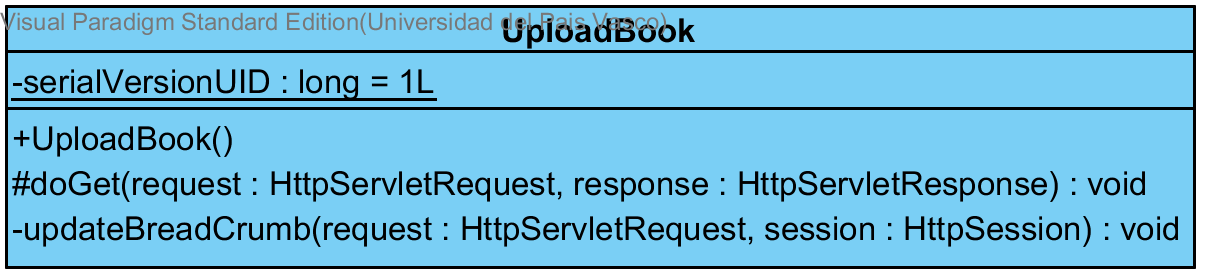 Visual Paradigm Standard Edition(Universidad del Pais Vasco)
UploadBook
-serialVersionUID : long = 1L
+UploadBook()
#doGet(request : HttpServletRequest, response : HttpServletResponse) : void
-updateBreadCrumb(request : HttpServletRequest, session : HttpSession) : void